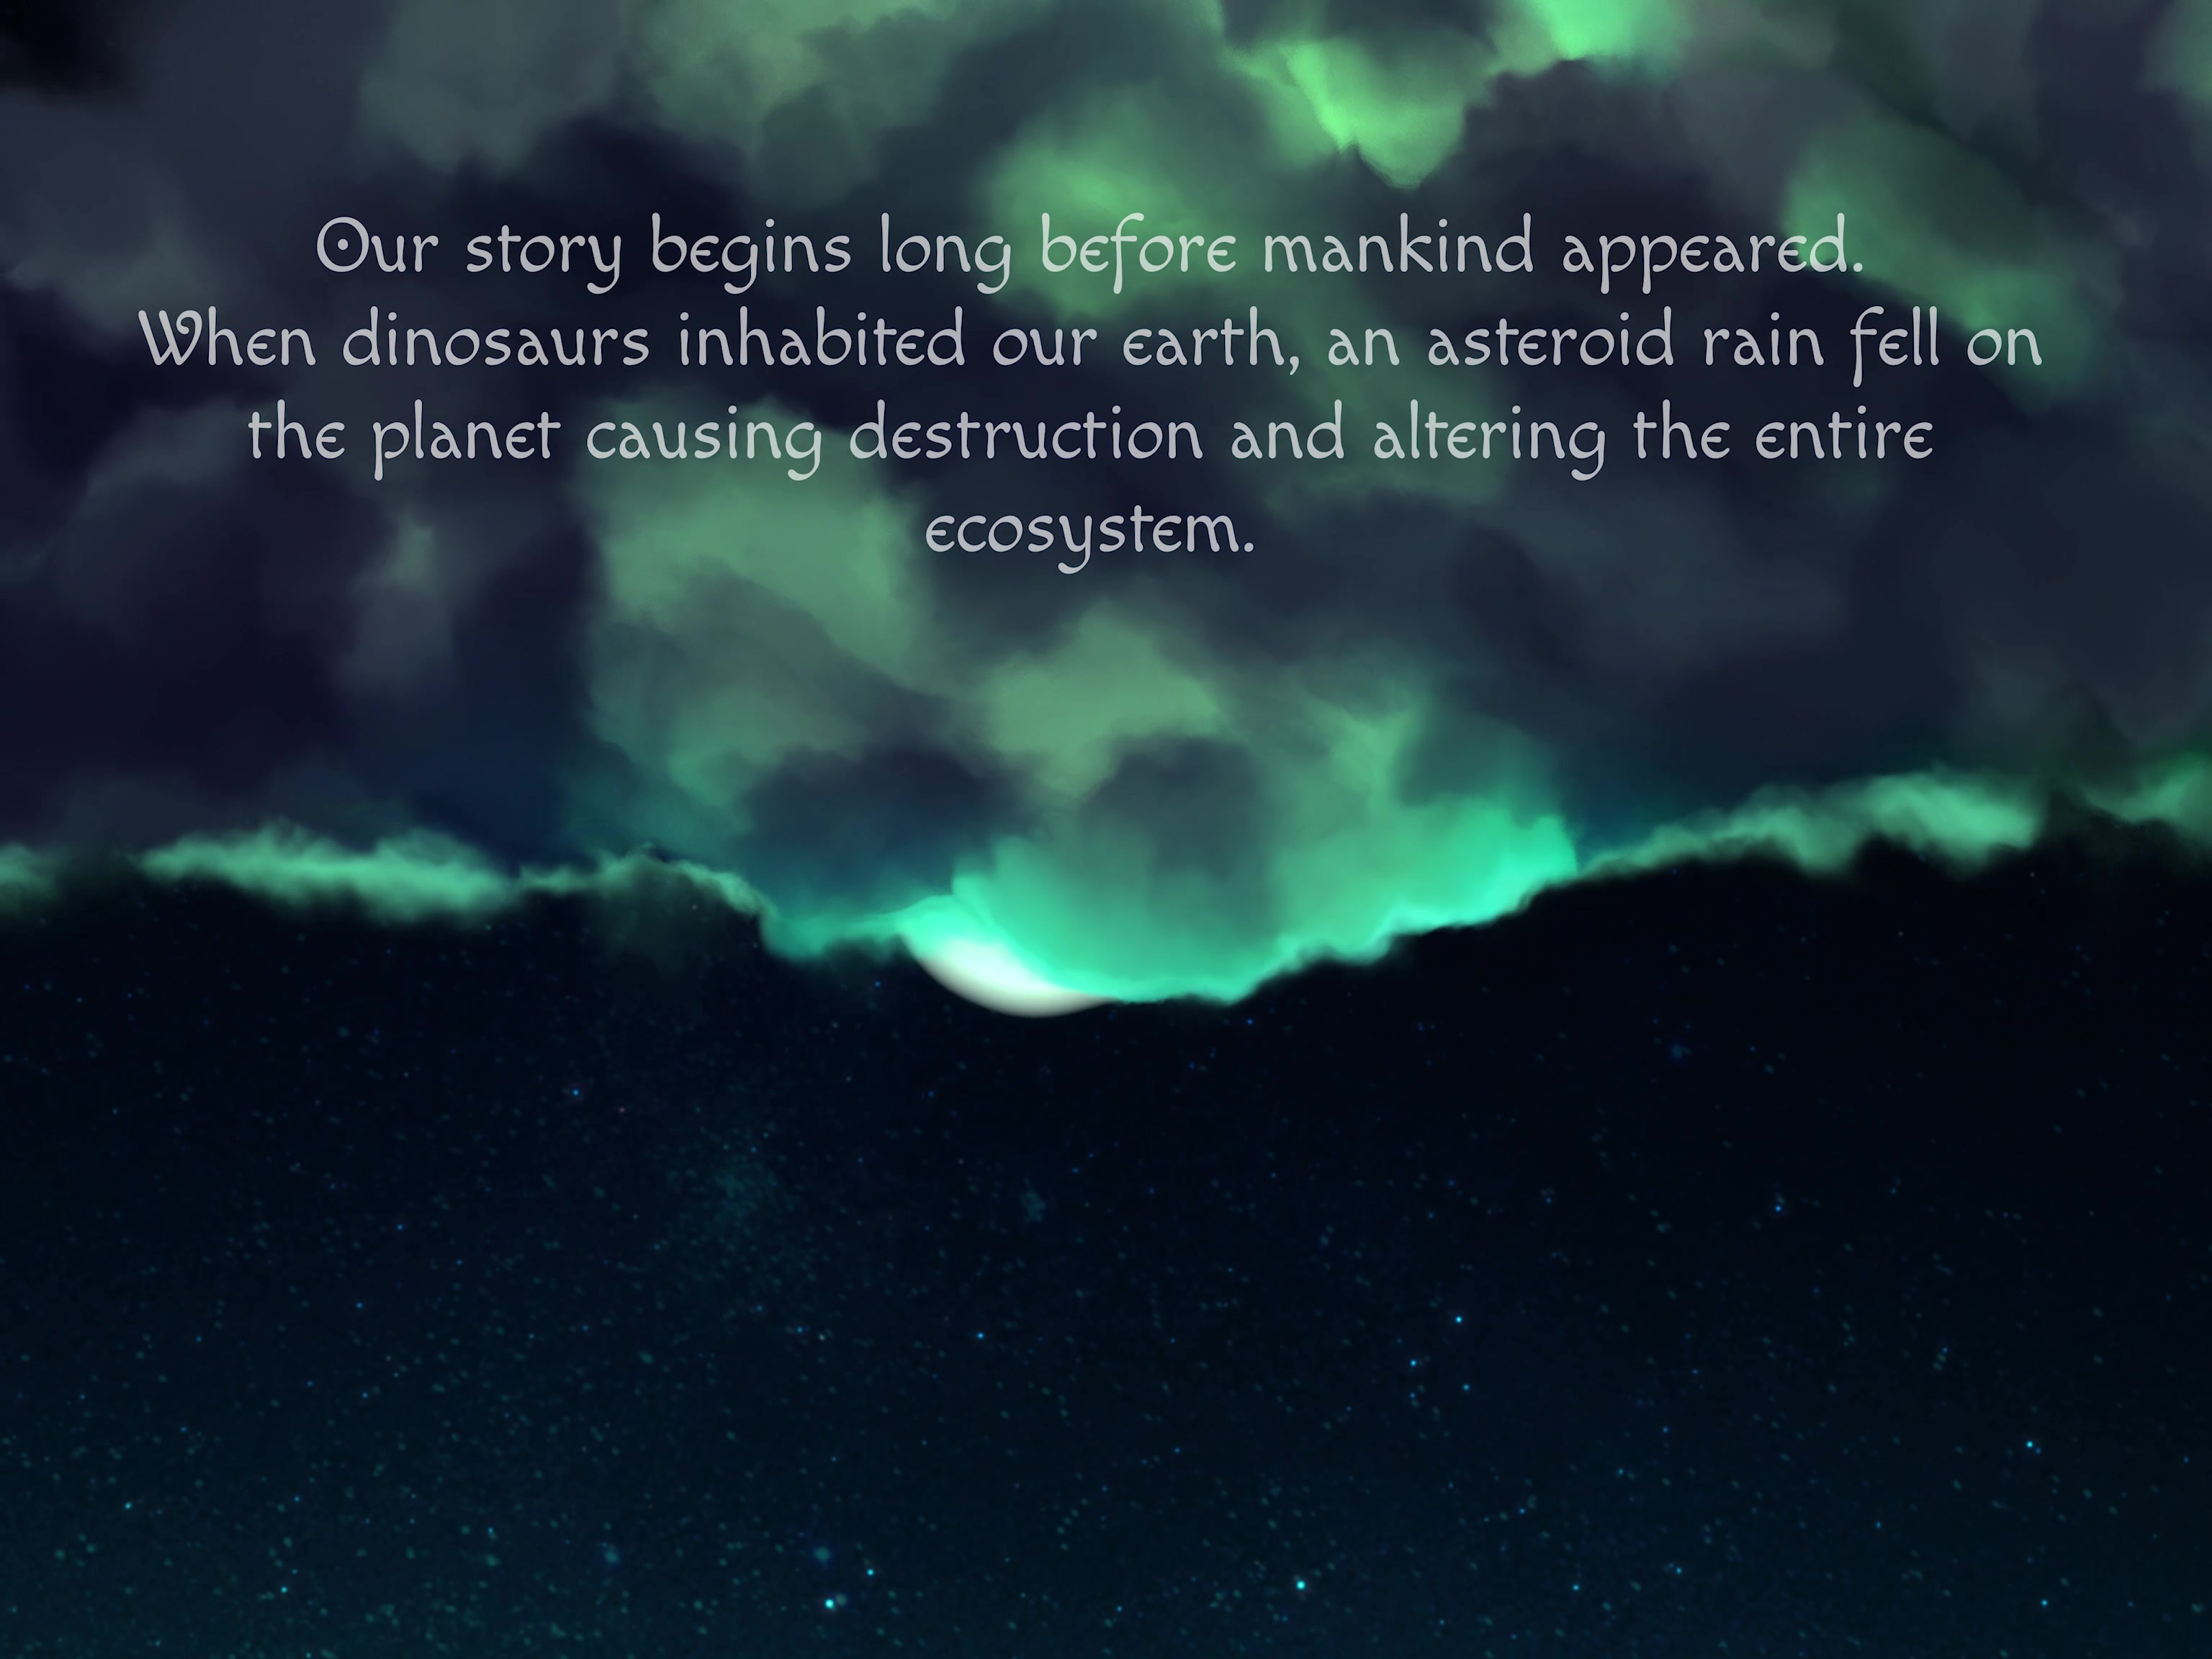 Our story begins long before mankind appeared.
When dinosaurs inhabited our earth, an asteroid rain fell on
the planet causing destruction and altering the entire
ecosystem.